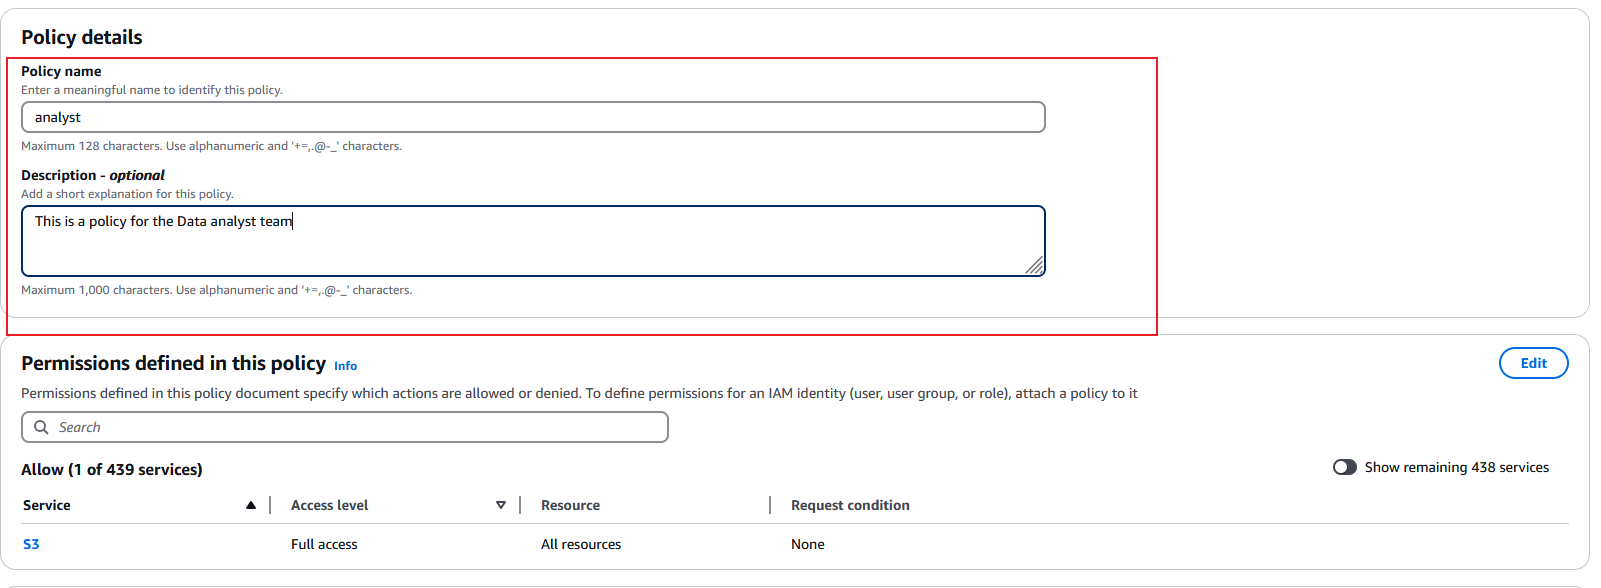 Policy details
Policy name
Enter a meaningful name to identify this policy.
analyst
Maximum 128 characters. Use alphanumeric and '+=,.@-_' characters.
Description - optional
Add a short explanation for this policy.
This is a policy for the Data analyst team
Maximum 1,000 characters. Use alphanumeric and '+=,.@-_' characters.
Permissions defined in this policy Info
Edit
Permissions defined in this policy document specify which actions are allowed or denied. To define permissions for an IAM identity (user, user group, or role), attach a policy to it
Search
Allow (1 of 439 services)
Show remaining 438 services
Service Access level Resource Request condition
S3 Full access All resources None